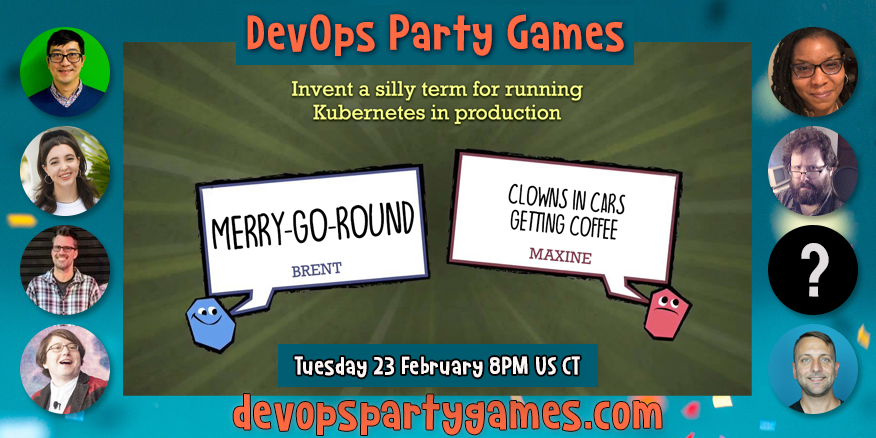 DevOps Party Games
Invent a silly term for running
Kubernetes in production
MERRY-GO-ROUND
BRENT
CLOWNS IN CARS
GETTING COFFEE
MAXINE
?
Tuesday 23 February 8PM US CT
devopspartygames.com